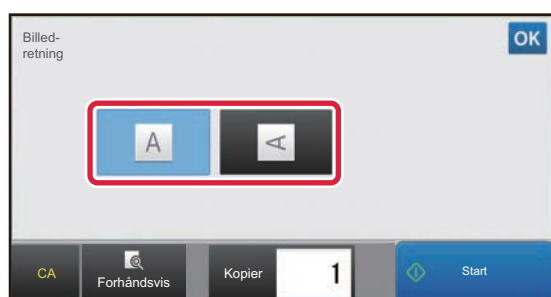 Billed-
retning
OK
A
A
CA
Forhåndsvis
Kopier
1
Start